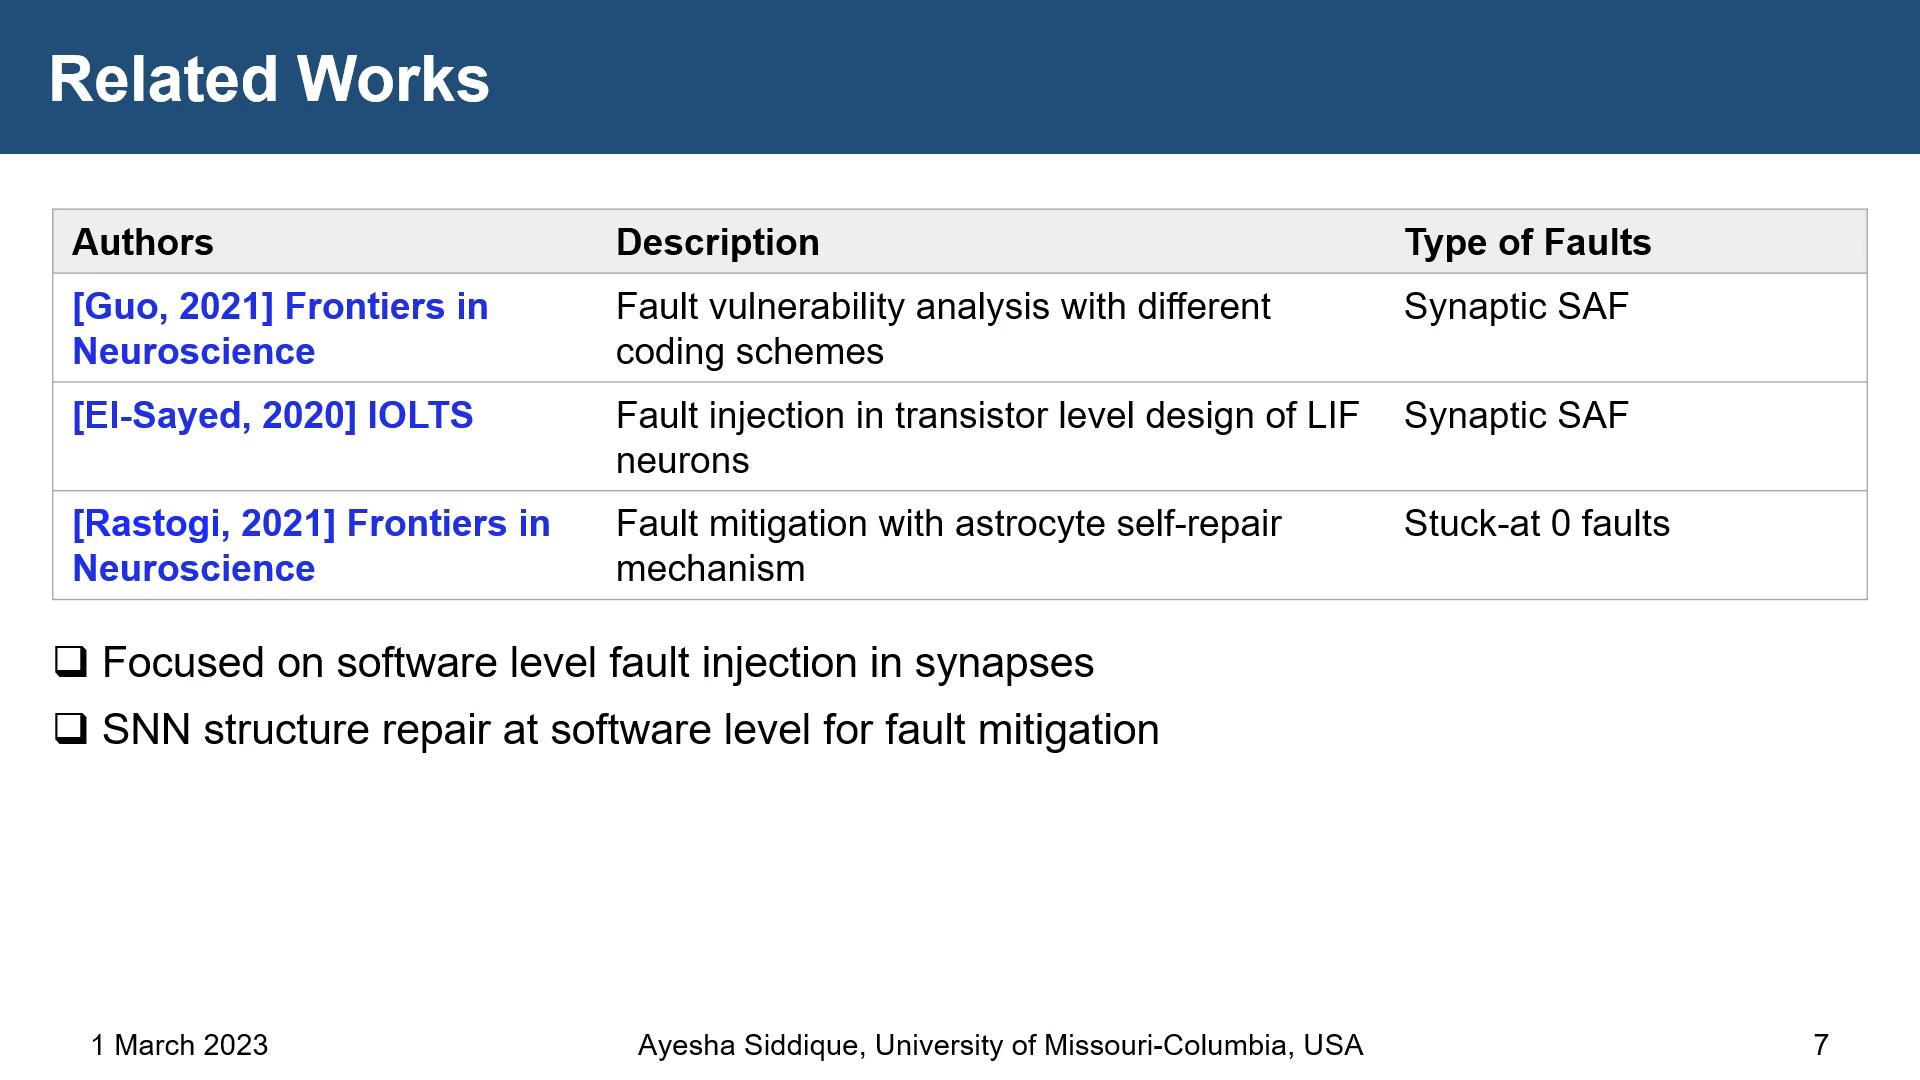 Related Works
Authors Description Type of Faults
[Guo, 2021] Frontiers in Neuroscience
Fault vulnerability analysis with different coding schemes
Synaptic SAF
[El-Sayed, 2020] IOLTS
Fault injection in transistor level design of LIF neurons
Synaptic SAF
[Rastogi, 2021] Frontiers in Neuroscience
Fault mitigation with astrocyte self-repair mechanism
Stuck-at 0 faults
❑ Focused on software level fault injection in synapses
❑ SNN structure repair at software level for fault mitigation
1 March 2023 Ayesha Siddique, University of Missouri-Columbia, USA 7